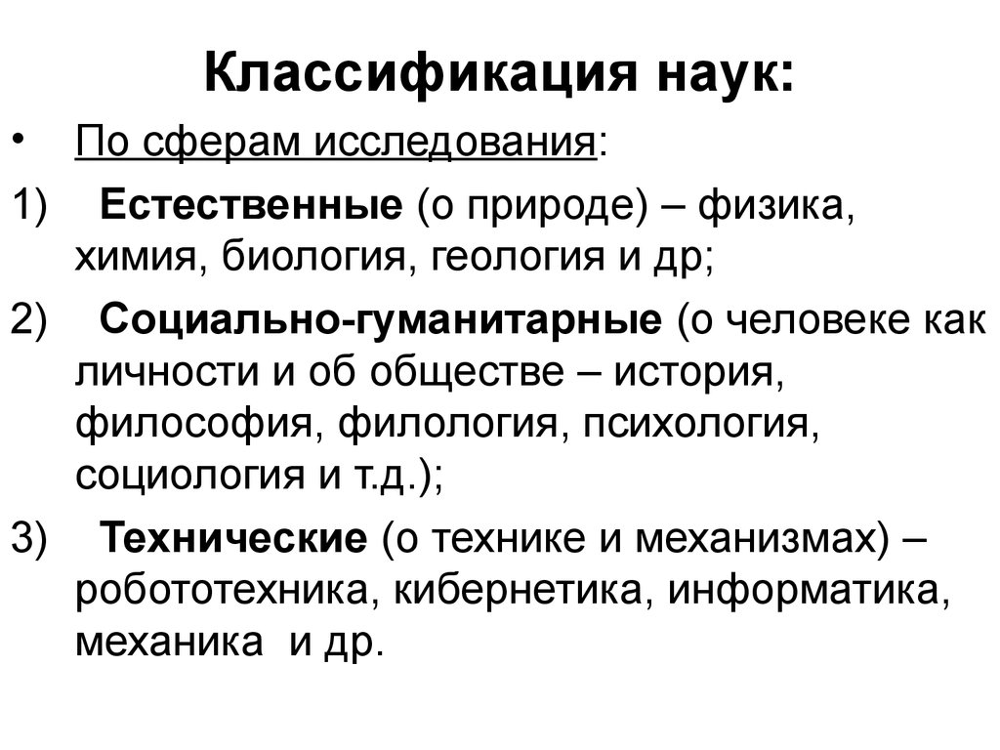 Классификация наук:
• По сферам исследования:
1) Естественные (о природе) – физика,
химия, биология, геология и др;
2) Социально-гуманитарные (о человеке как
личности и об обществе – история,
философия, филология, психология,
социология и т.д.);
3) Технические (о технике и механизмах) –
робототехника, кибернетика, информатика,
механика и др.